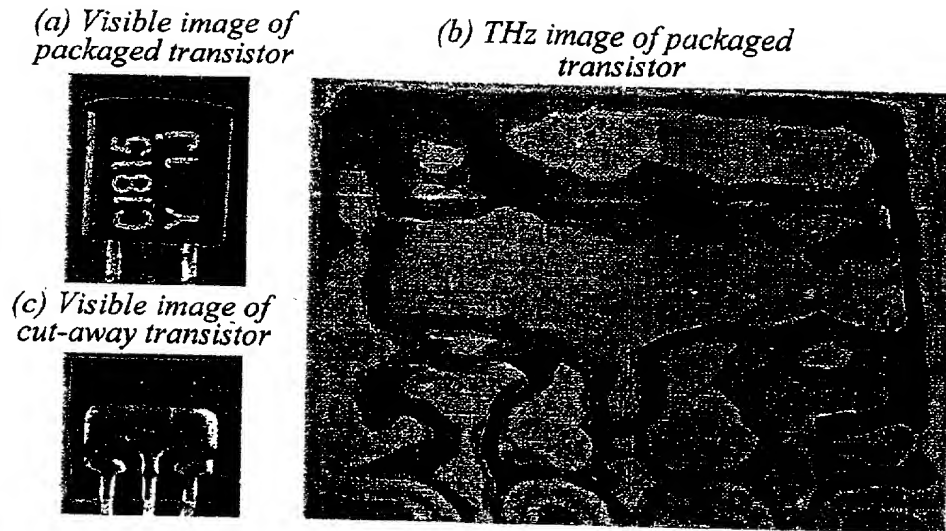 (a) Visible image of
packaged transistor
(b) THz image of packaged
transistor
C1815
(c) Visible image of
cut-away transistor